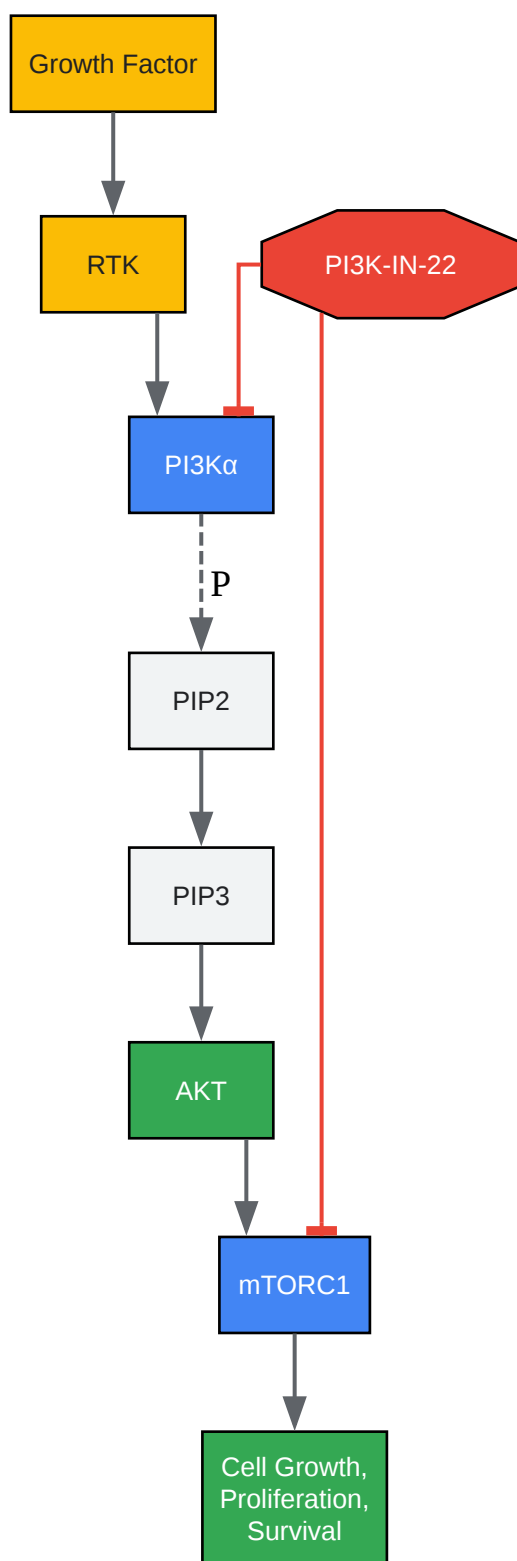 Growth Factor
RTK
PI3K-IN-22
PI3Kα
P
PIP2
PIP3
AKT
mTORC1
Cell Growth,
Proliferation,
Survival